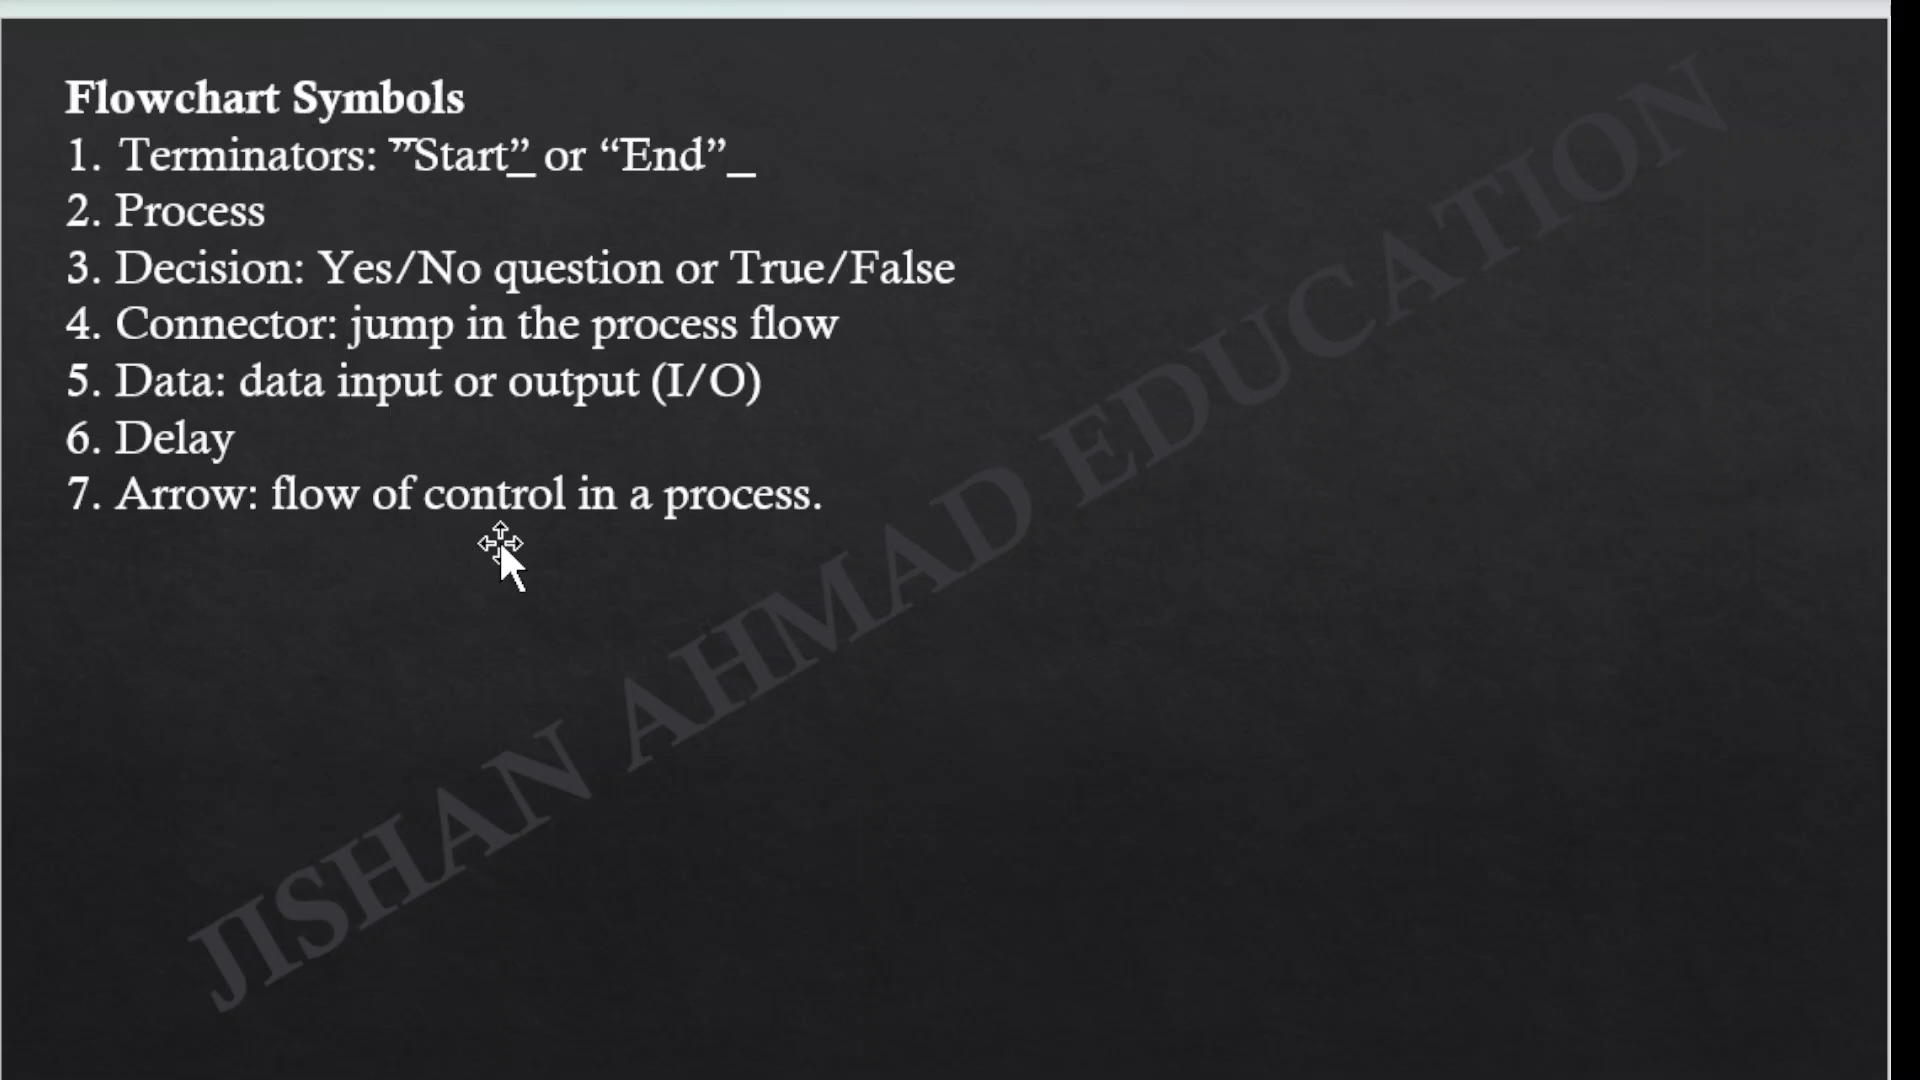 Flowchart Symbols
1. Terminators: ”Start”_ or “End”_
2. Process
3. Decision: Yes/No question or True/False
4. Connector: jump in the process flow
5. Data: data input or output (I/O)
6. Delay
7. Arrow: flow of control in a process.
JISHAN AHMAD EDUCATION